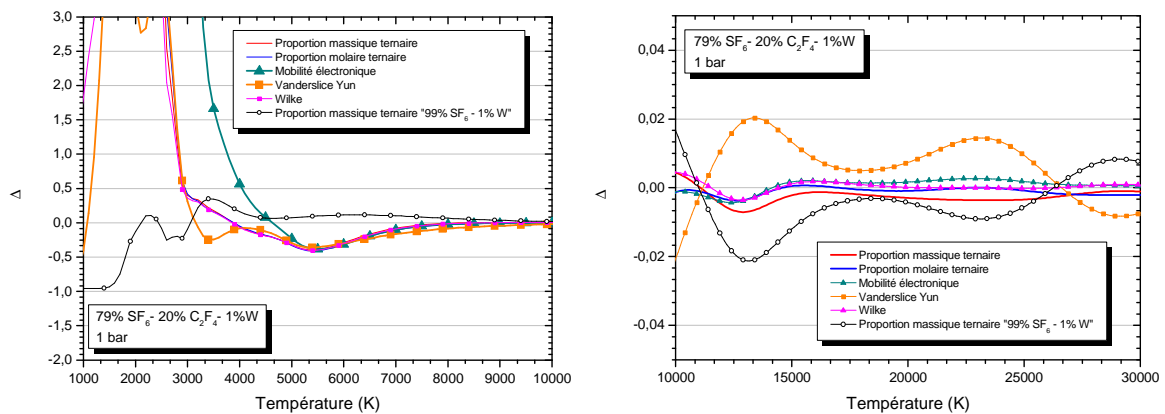 3,0
2,5
2,0
1,5
1,0
0,5
0,0
-0,5
-1,0
-1,5
-2,0
Δ
Proportion massique ternaire
Proportion molaire ternaire
Mobilité électronique
Vanderslice Yun
Wilke
Proportion massique ternaire "99% SF₆ - 1% W"
79% SF₆- 20% C₂F₄- 1%W
1 bar
1000 2000 3000 4000 5000 6000 7000 8000 9000 10000
Température (K)
0,04
0,02
0,00
-0,02
-0,04
Δ
79% SF₆- 20% C₂F₄- 1%W
1 bar
Proportion massique ternaire
Proportion molaire ternaire
Mobilité électronique
Vanderslice Yun
Wilke
Proportion massique ternaire "99% SF₆ - 1% W"
10000 15000 20000 25000 30000
Température (K)